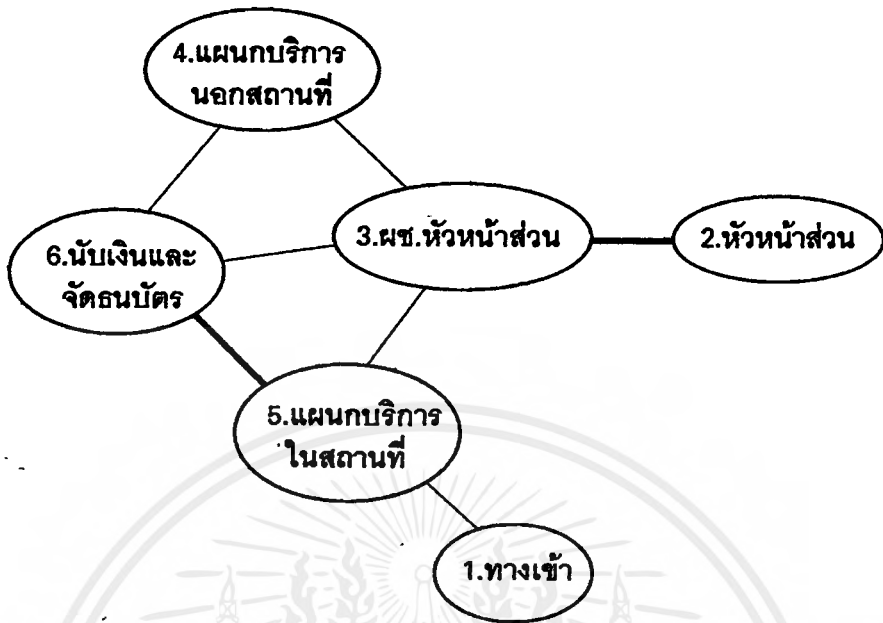 4.แผนกบริการ
นอกสถานที่
3.ผช.หัวหน้าส่วน
2.หัวหน้าส่วน
6.นับเงินและ
จัดธนบัตร
5.แผนกบริการ
ในสถานที่
1.ทางเข้า